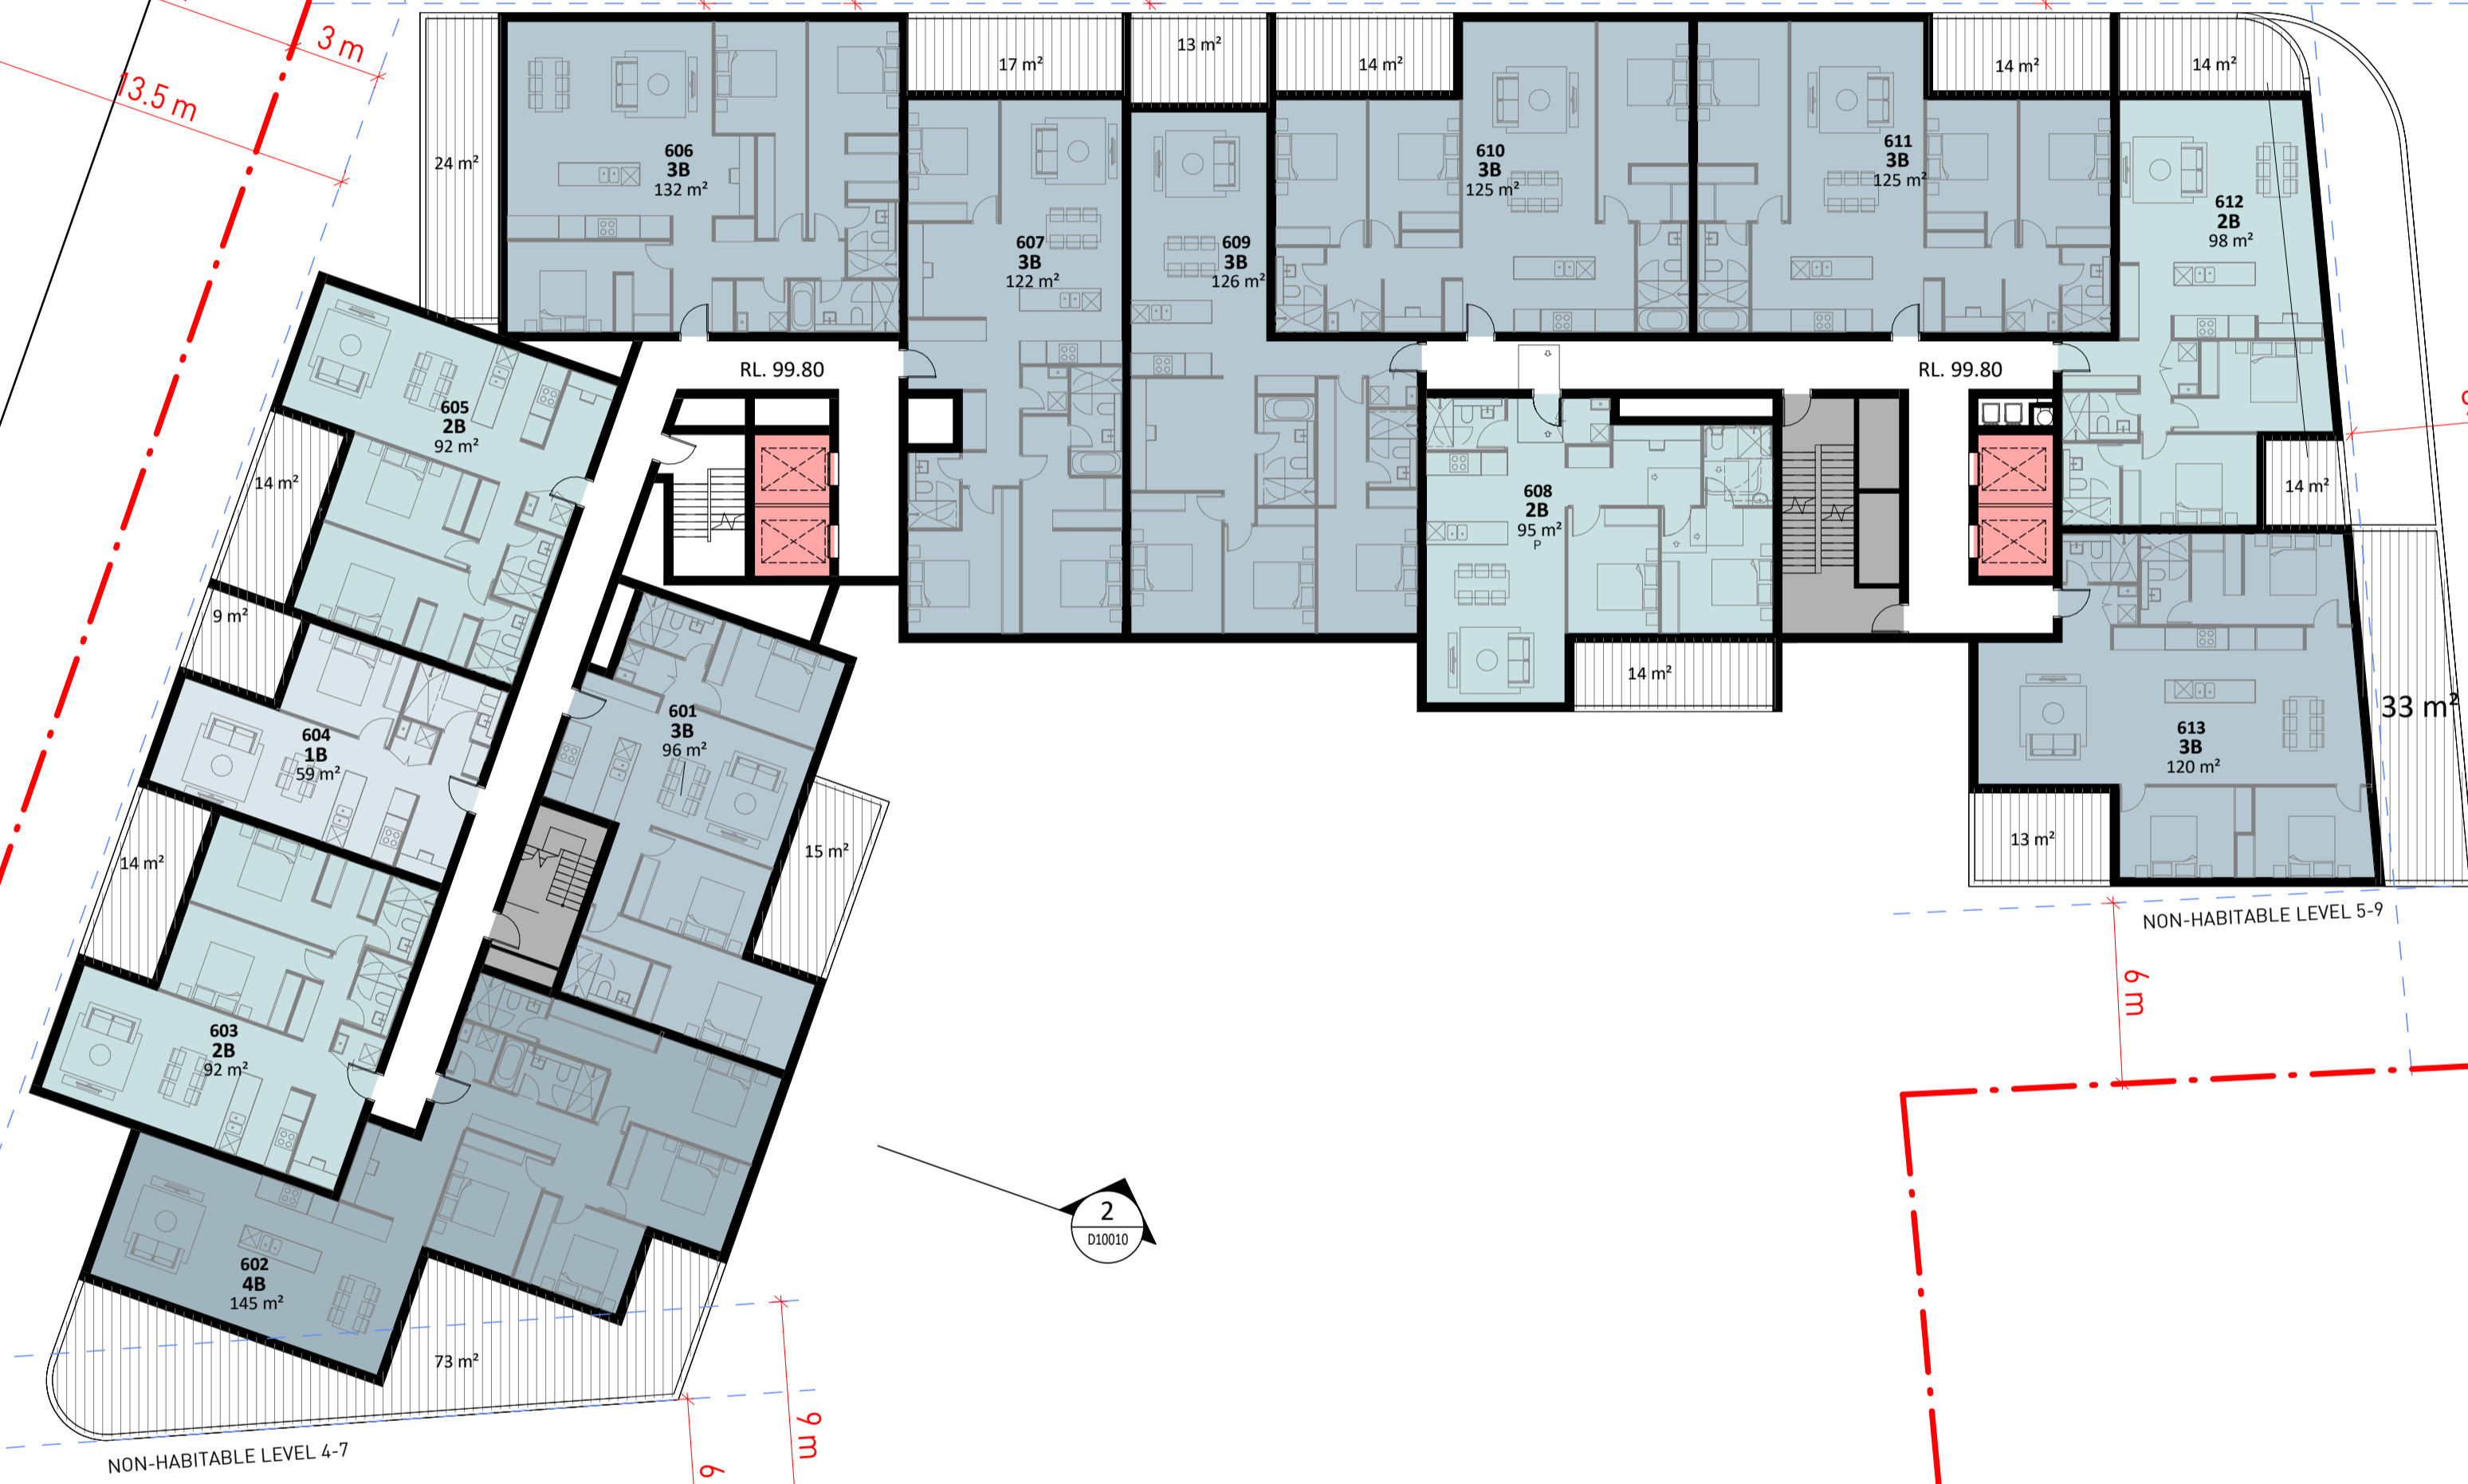 3 m
13.5 m
24 m²
606
3B
132 m²
17 m²
13 m²
14 m²
14 m²
14 m²
607
3B
122 m²
609
3B
126 m²
610
3B
125 m²
611
3B
125 m²
612
2B
98 m²
RL. 99.80
RL. 99.80
605
2B
92 m²
14 m²
9 m²
608
2B
95 m²
P
14 m²
14 m²
604
1B
59 m²
601
3B
96 m²
15 m²
14 m²
33 m²
613
3B
120 m²
13 m²
NON-HABITABLE LEVEL 5-9
6 m
603
2B
92 m²
2
D10010
602
4B
145 m²
73 m²
9 m
6
NON-HABITABLE LEVEL 4-7